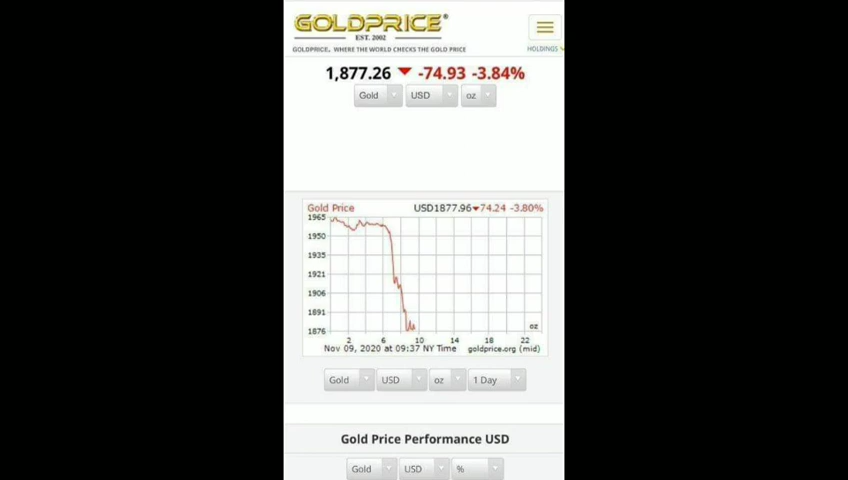 GOLDPRICE®
EST. 2002
GOLDPRICE, WHERE THE WORLD CHECKS THE GOLD PRICE
HOLDINGS
1,877.26 -74.93 -3.84%
Gold USD oz
Gold Price USD1877.96 74.24 -3.80%
1965
1950
1935
1921
1906
1891
1876
oz
2 6 10 14 18 22
Nov 09, 2020 at 09:37 NY Time goldprice.org (mid)
Gold USD oz 1 Day
Gold Price Performance USD
Gold USD %